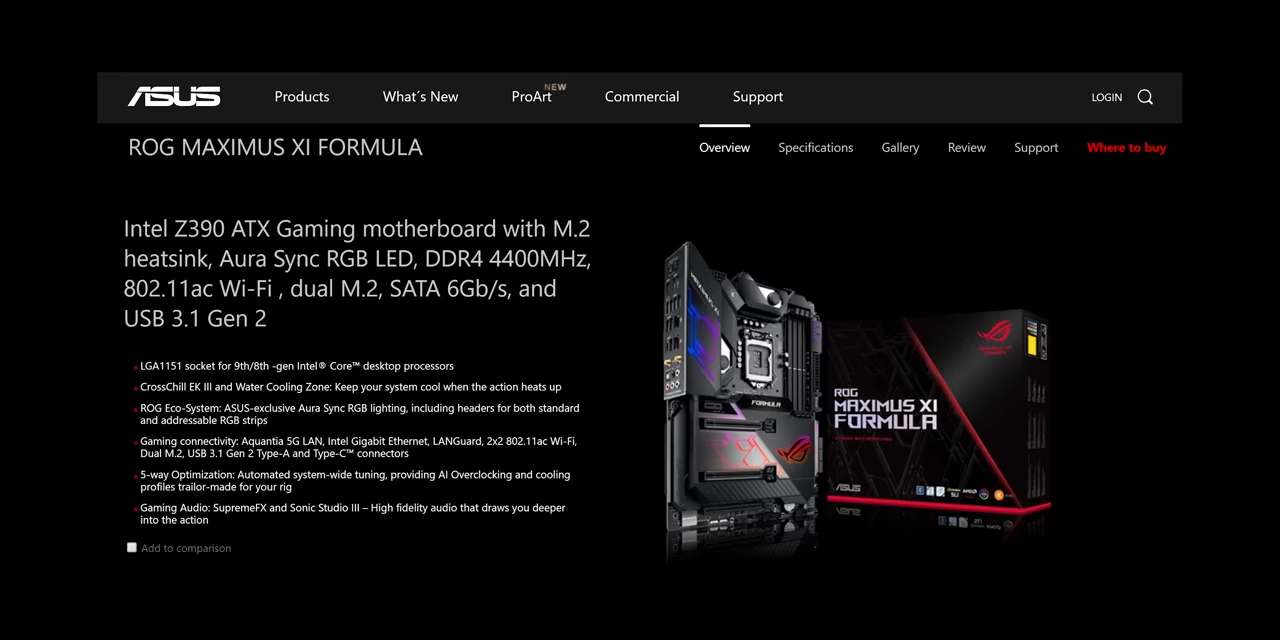 ASUS Products What´s New ProArt NEW Commercial Support LOGIN
ROG MAXIMUS XI FORMULA
Overview Specifications Gallery Review Support Where to buy
Intel Z390 ATX Gaming motherboard with M.2
heatsink, Aura Sync RGB LED, DDR4 4400MHz,
802.11ac Wi-Fi , dual M.2, SATA 6Gb/s, and
USB 3.1 Gen 2
LGA1151 socket for 9th/8th -gen Intel® Core™ desktop processors
CrossChill EK III and Water Cooling Zone: Keep your system cool when the action heats up
ROG Eco-System: ASUS-exclusive Aura Sync RGB lighting, including headers for both standard
and addressable RGB strips
Gaming connectivity: Aquantia 5G LAN, Intel Gigabit Ethernet, LANGuard, 2x2 802.11ac Wi-Fi,
Dual M.2, USB 3.1 Gen 2 Type-A and Type-C™ connectors
5-way Optimization: Automated system-wide tuning, providing AI Overclocking and cooling
profiles trailor-made for your rig
Gaming Audio: SupremeFX and Sonic Studio III – High fidelity audio that draws you deeper
into the action
Add to comparison
MAXIMUS XI
FORMULA
ROG
MAXIMUS XI
FORMULA
ASUS